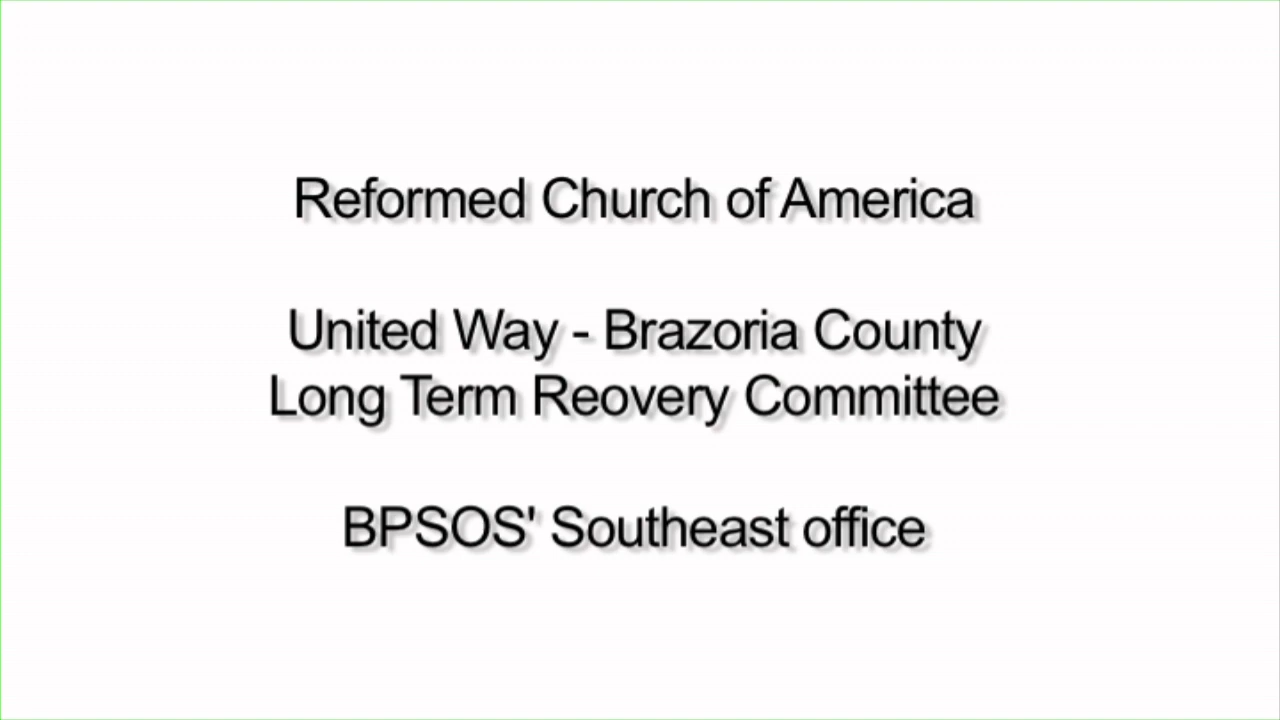 Reformed Church of America
United Way - Brazoria County
Long Term Reovery Committee
BPSOS' Southeast office